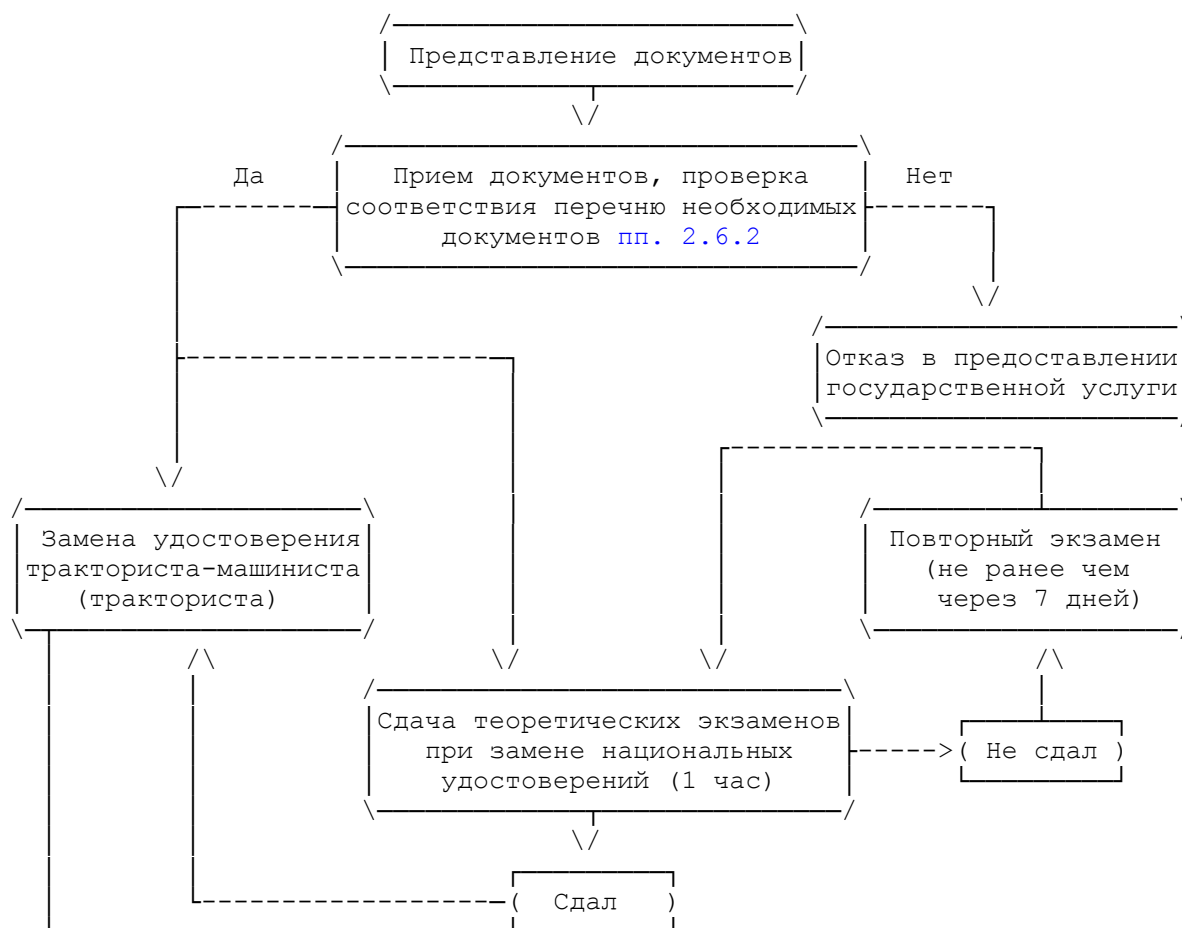 Представление документов
Да
Прием документов, проверка
соответствия перечню необходимых
документов пп. 2.6.2
Нет
Отказ в предоставлении
государственной услуги
Замена удостоверения
тракториста-машиниста
(тракториста)
Повторный экзамен
(не ранее чем
через 7 дней)
Сдача теоретических экзаменов
при замене национальных
удостоверений (1 час)
( Не сдал )
( Сдал )